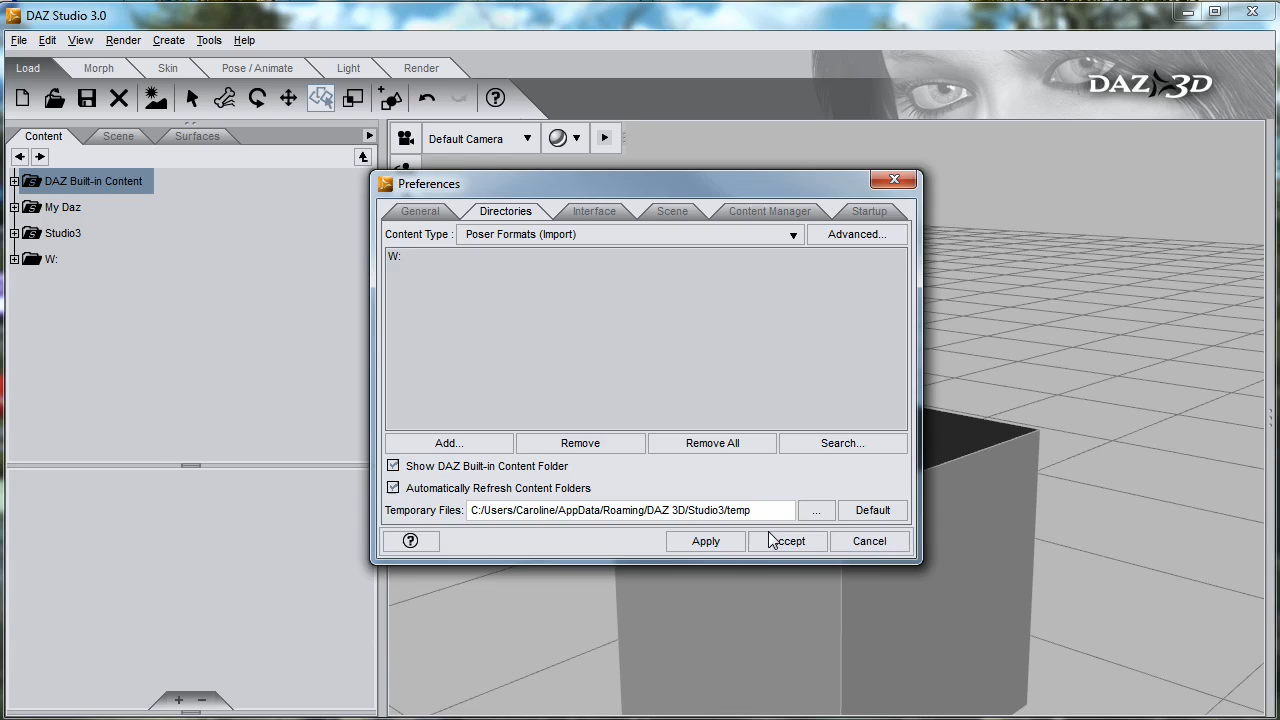 DAZ Studio 3.0
File Edit View Render Create Tools Help
Load Morph Skin Pose / Animate Light Render
DAZ 3D
Content Scene Surfaces
Default Camera
DAZ Built-in Content
My Daz
Studio3
W:
Preferences
General Directories Interface Scene Content Manager Startup
Content Type : Poser Formats (Import) Advanced...
W:
Add... Remove Remove All Search...
Show DAZ Built-in Content Folder
Automatically Refresh Content Folders
Temporary Files: C:/Users/Caroline/AppData/Roaming/DAZ 3D/Studio3/temp ... Default
Apply Accept Cancel